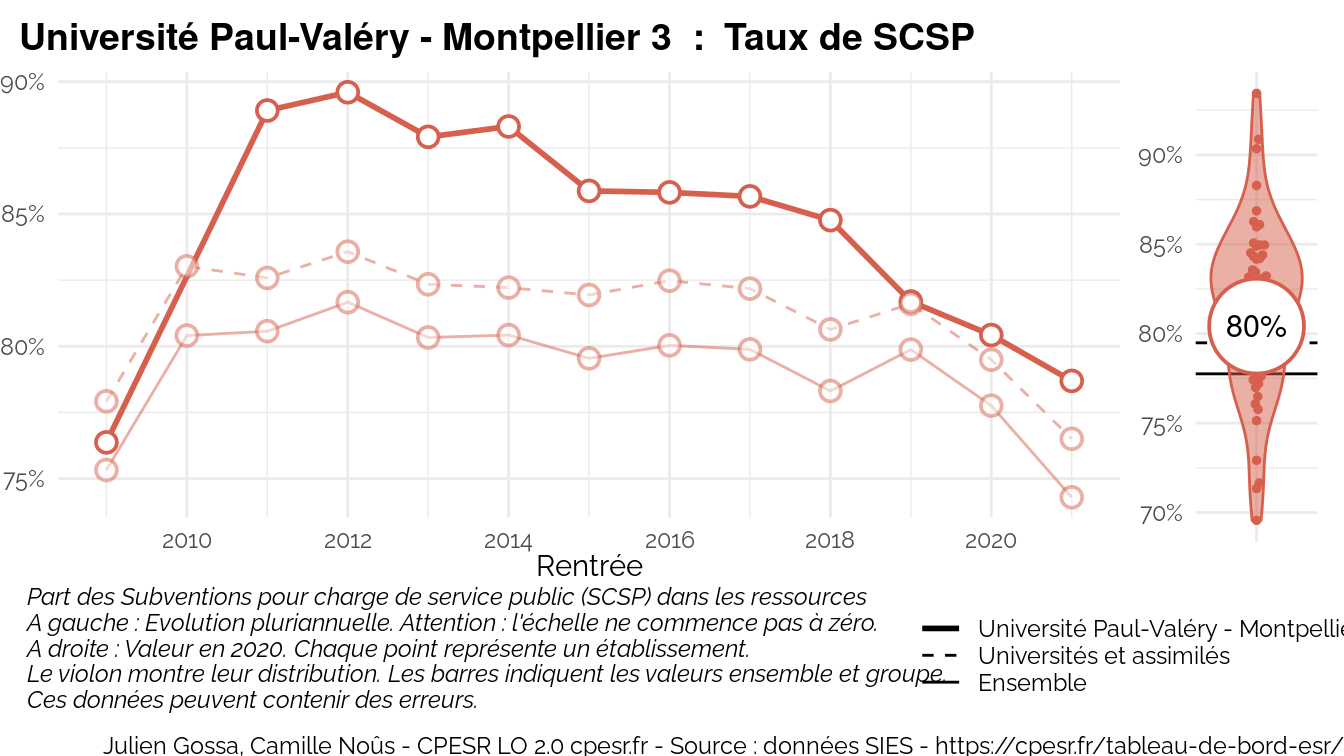 Université Paul-Valéry - Montpellier 3  :  Taux de SCSP
90%
85%
80%
75%
2010 2012 2014 2016 2018 2020
Rentrée
90%
85%
80%
75%
70%
80%
Part des Subventions pour charge de service public (SCSP) dans les ressources
A gauche : Evolution pluriannuelle. Attention : l'échelle ne commence pas à zéro.
A droite : Valeur en 2020. Chaque point représente un établissement.
Le violon montre leur distribution. Les barres indiquent les valeurs ensemble et groupe.
Ces données peuvent contenir des erreurs.
Université Paul-Valéry - Montpellie
Universités et assimilés
Ensemble
Julien Gossa, Camille Noûs - CPESR LO 2.0 cpesr.fr - Source : données SIES - https://cpesr.fr/tableau-de-bord-esr/